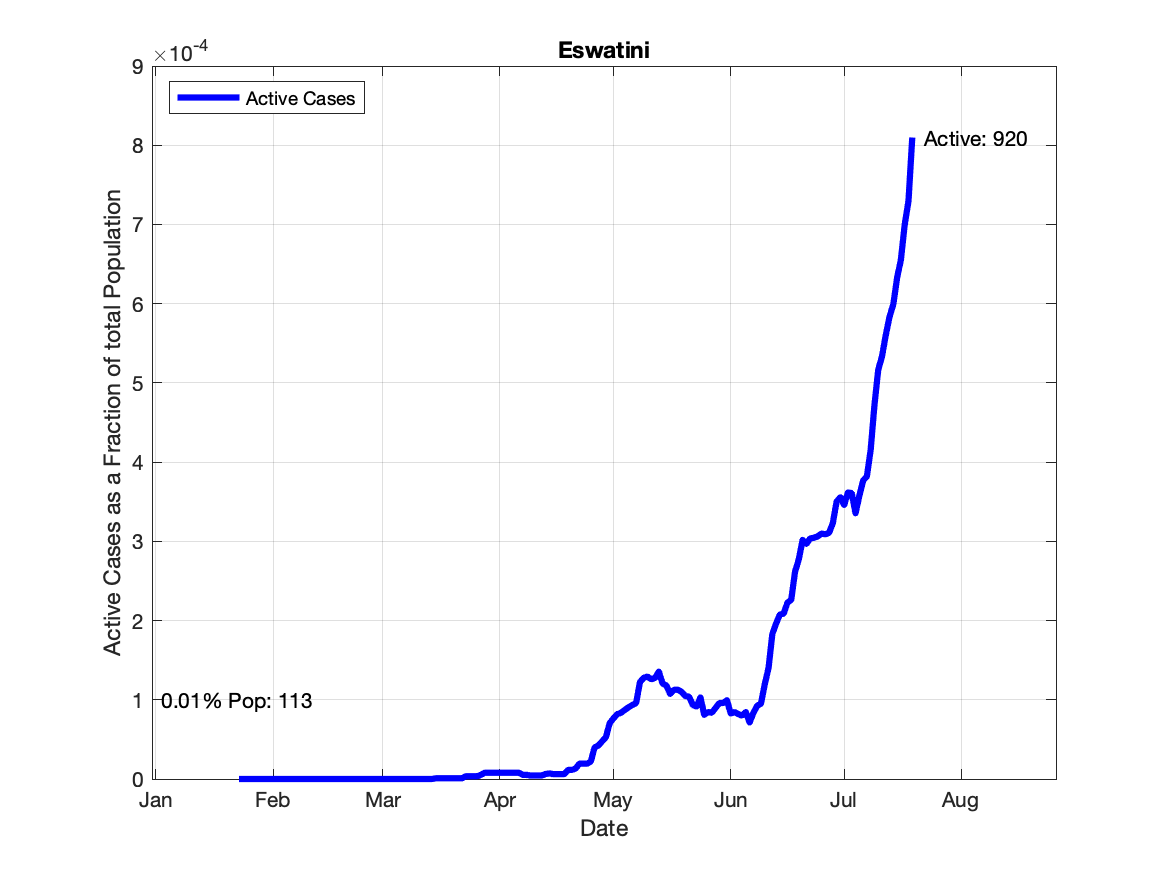 Eswatini
×10-4
Active Cases
9
8
7
6
5
4
3
2
1
0
Active: 920
0.01% Pop: 113
Active Cases as a Fraction of total Population
Jan Feb Mar Apr May Jun Jul Aug
Date